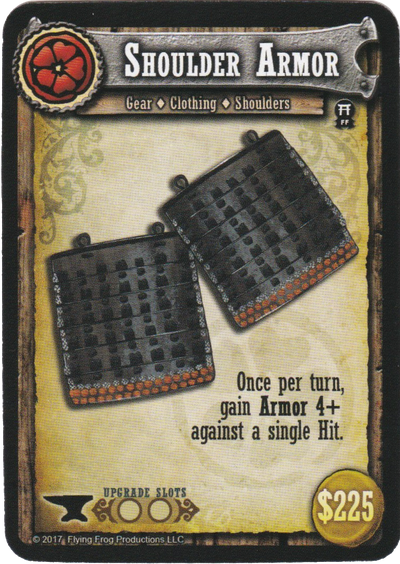 Shoulder Armor
Gear ♦ Clothing ♦ Shoulders
FF
Once per turn,
gain Armor 4+
against a single Hit.
Upgrade Slots
$225
© 2017 Flying Frog Productions LLC